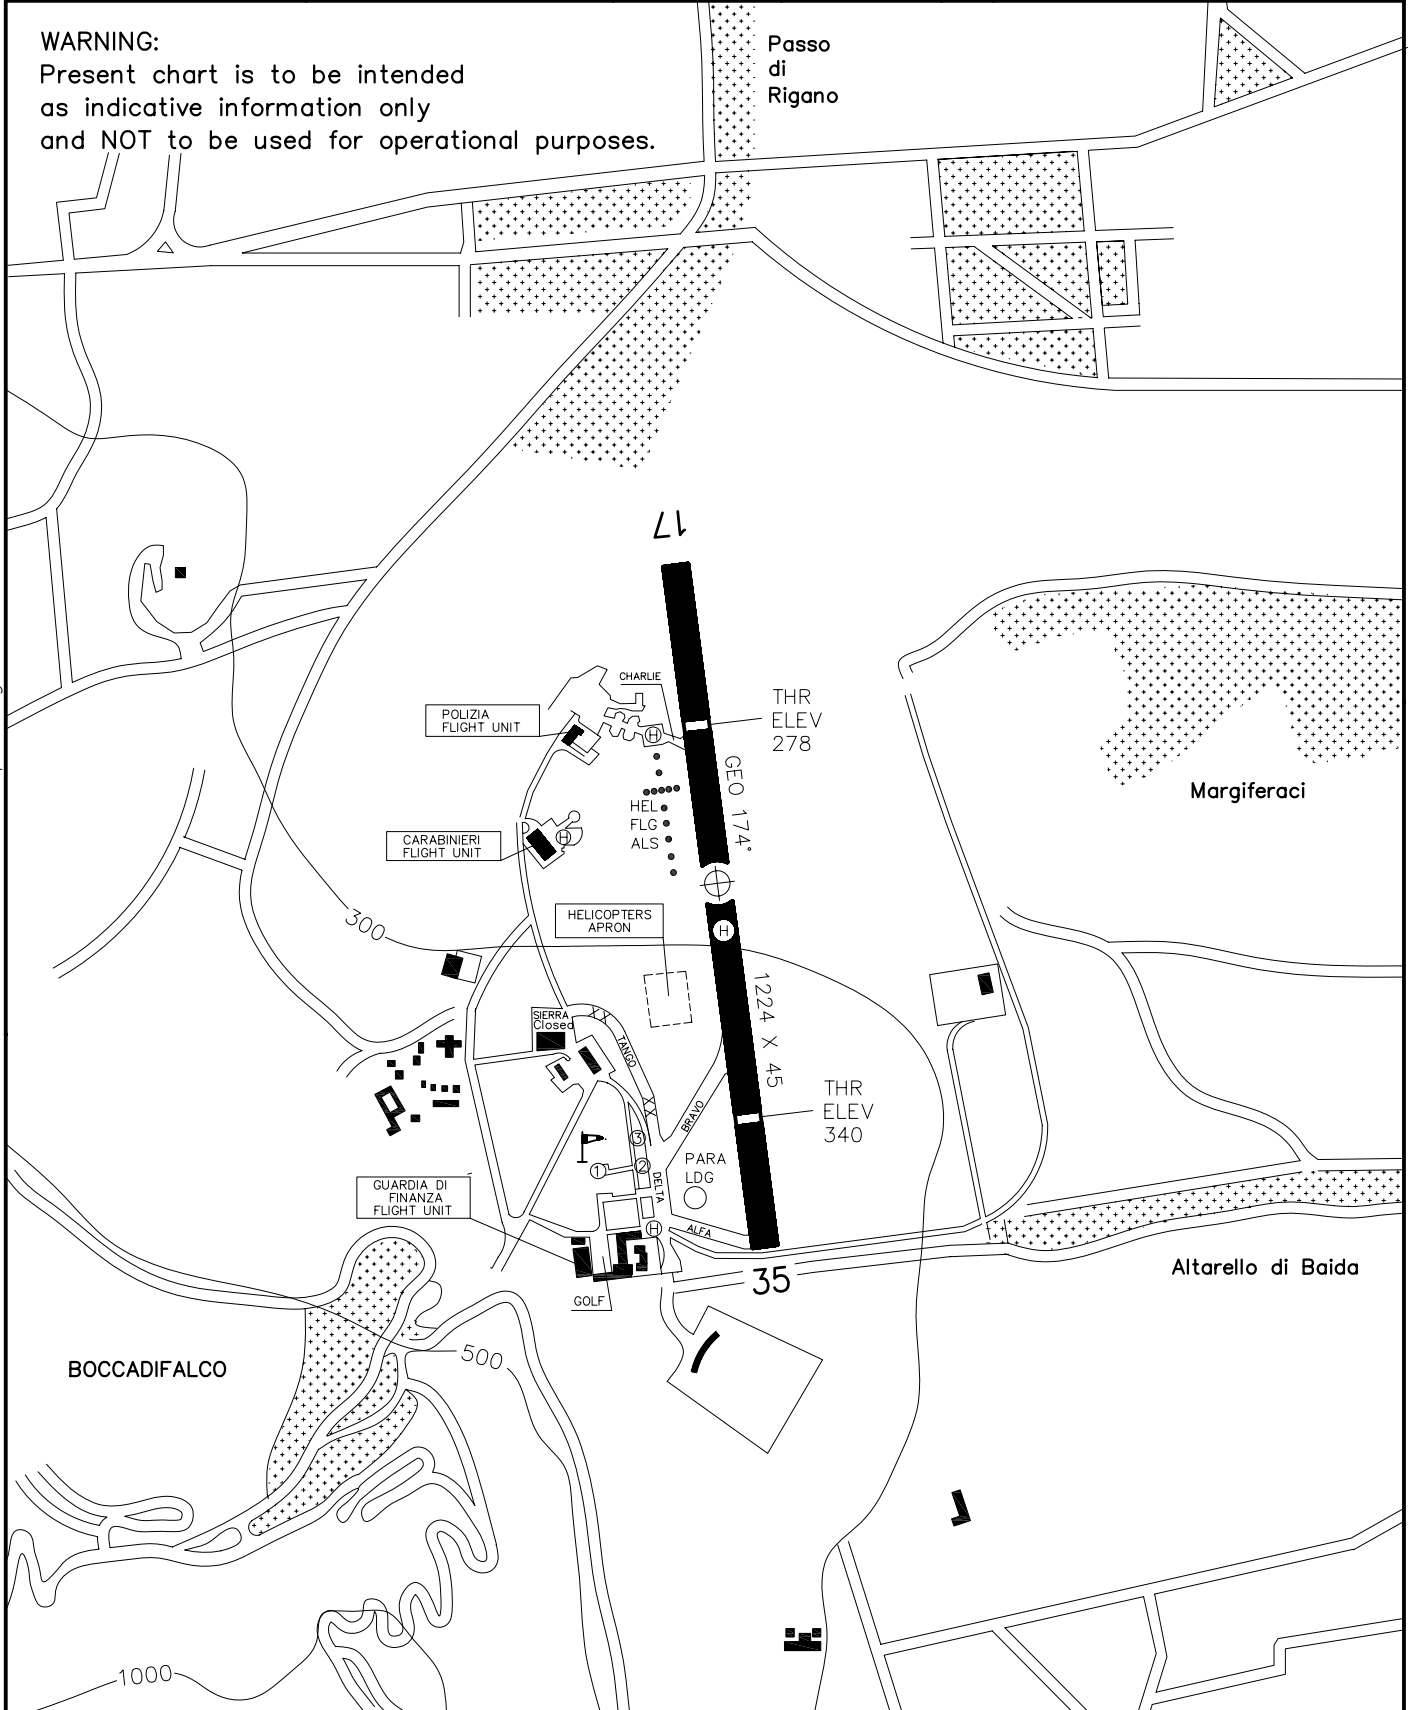 WARNING:
Present chart is to be intended
as indicative information only
and NOT to be used for operational purposes.
Passo
di
Rigano
17
CHARLIE
POLIZIA
FLIGHT UNIT
H
THR
ELEV
278
GEO 174°
HEL
FLG
ALS
Margiferaci
CARABINIERI
FLIGHT UNIT
H
300
HELICOPTERS
APRON
H
1224 X 45
SIERRA
Closed
TANGO
THR
ELEV
340
BRAVO
3
1
2
PARA
LDG
DELTA
GUARDIA DI
FINANZA
FLIGHT UNIT
H
ALFA
35
Altarello di Baida
GOLF
BOCCADIFALCO
500
1000